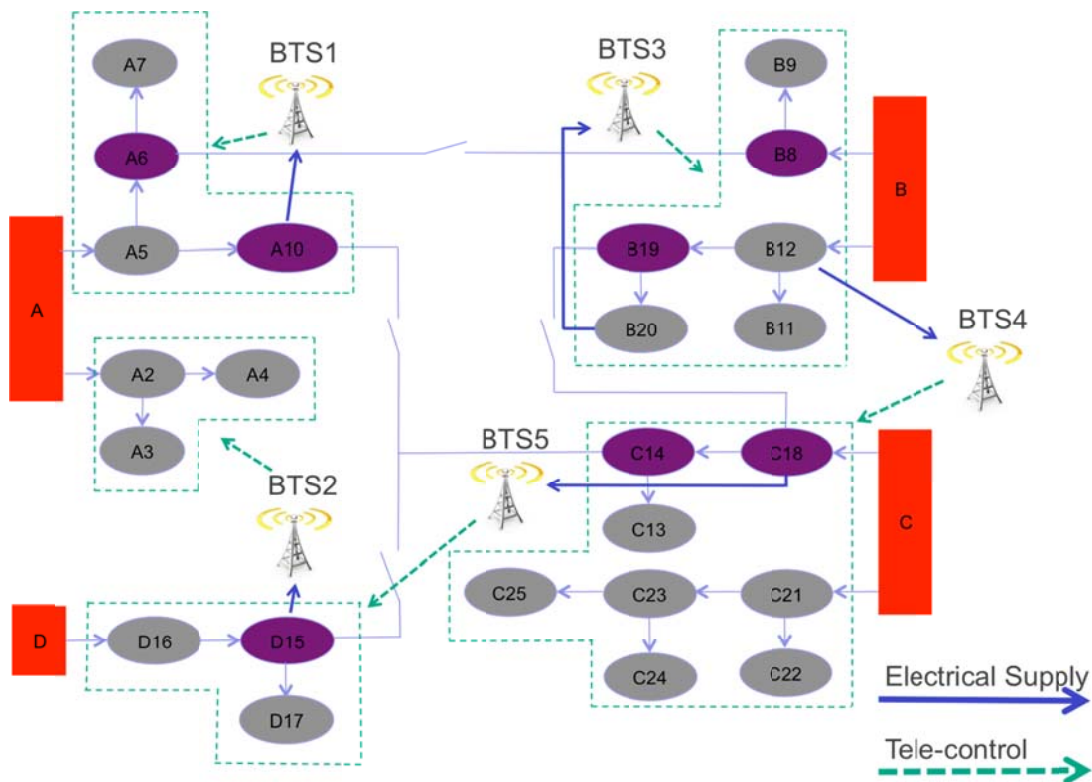 BTS1
BTS3
A7
B9
A6
B8
B
A5
A10
B19
B12
A
B20
B11
BTS4
A2
A4
A3
BTS5
C14
C18
BTS2
C
C13
C25
C23
C21
D
D16
D15
C24
C22
Electrical Supply
D17
Tele-control